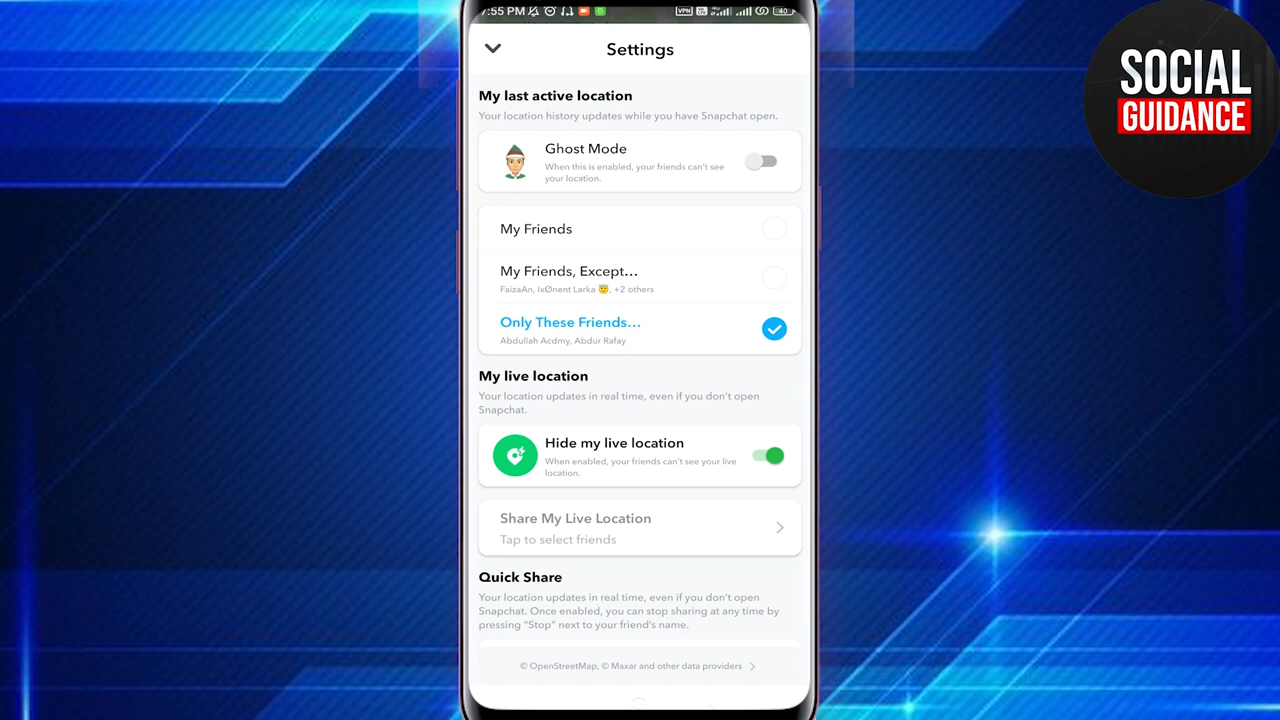 7:55 PM
VPN
40
SOCIAL
GUIDANCE
Settings
My last active location
Your location history updates while you have Snapchat open.
Ghost Mode
When this is enabled, your friends can't see
your location.
My Friends
My Friends, Except...
FaizaAn, IxØnent Larka 😇, +2 others
Only These Friends...
Abdullah Acdmy, Abdur Rafay
My live location
Your location updates in real time, even if you don't open
Snapchat.
Hide my live location
When enabled, your friends can't see your live
location.
Share My Live Location
Tap to select friends
Quick Share
Your location updates in real time, even if you don't open
Snapchat. Once enabled, you can stop sharing at any time by
pressing "Stop" next to your friend's name.
© OpenStreetMap, © Maxar and other data providers